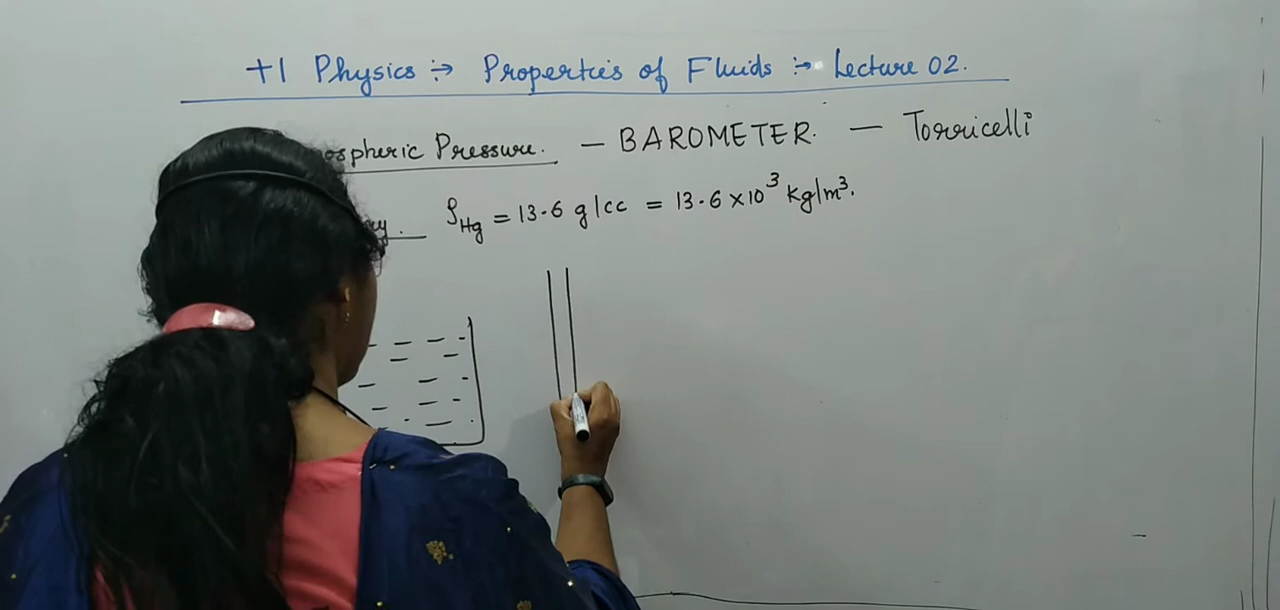 +1 Physics :→ Properties of Fluids :→ Lecture 02.
ospheric Pressure. — BAROMETER. — Torricelli
ρHg = 13.6 g/cc = 13.6 × 10³ Kg/m³.